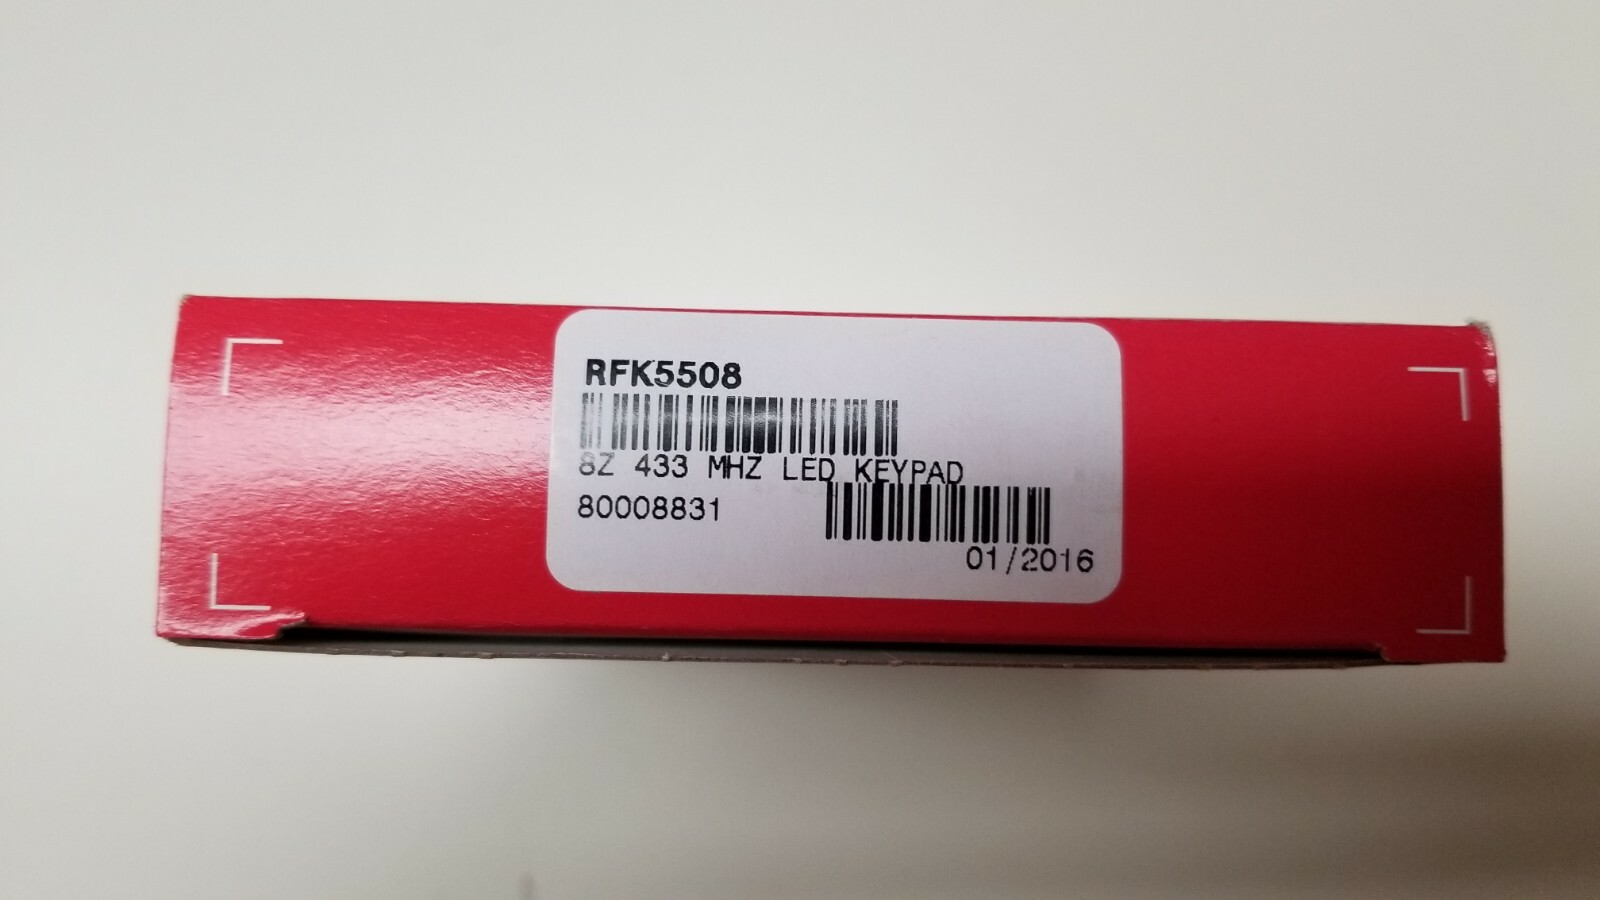 RFK5508
8Z 433 MHZ LED KEYPAD
80008831
01/2016